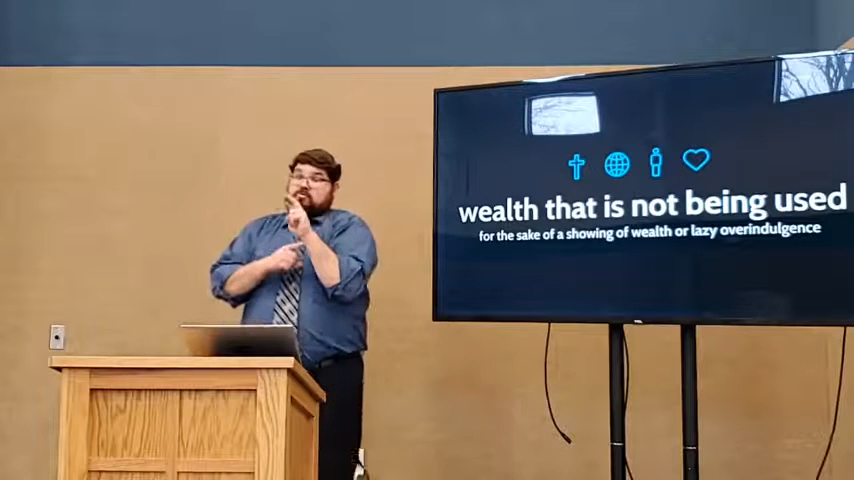 wealth that is not being used
for the sake of a showing of wealth or lazy overindulgence.